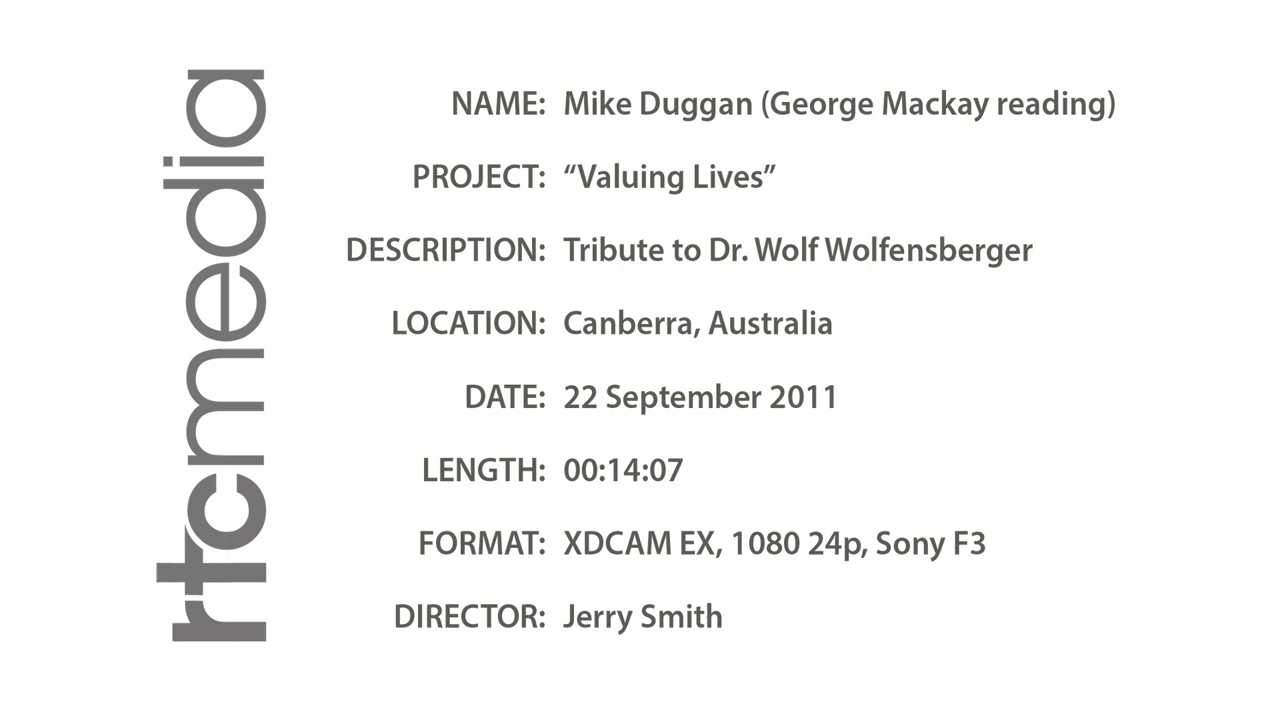 rtcmedia
NAME: Mike Duggan (George Mackay reading)
PROJECT: “Valuing Lives”
DESCRIPTION: Tribute to Dr. Wolf Wolfensberger
LOCATION: Canberra, Australia
DATE: 22 September 2011
LENGTH: 00:14:07
FORMAT: XDCAM EX, 1080 24p, Sony F3
DIRECTOR: Jerry Smith